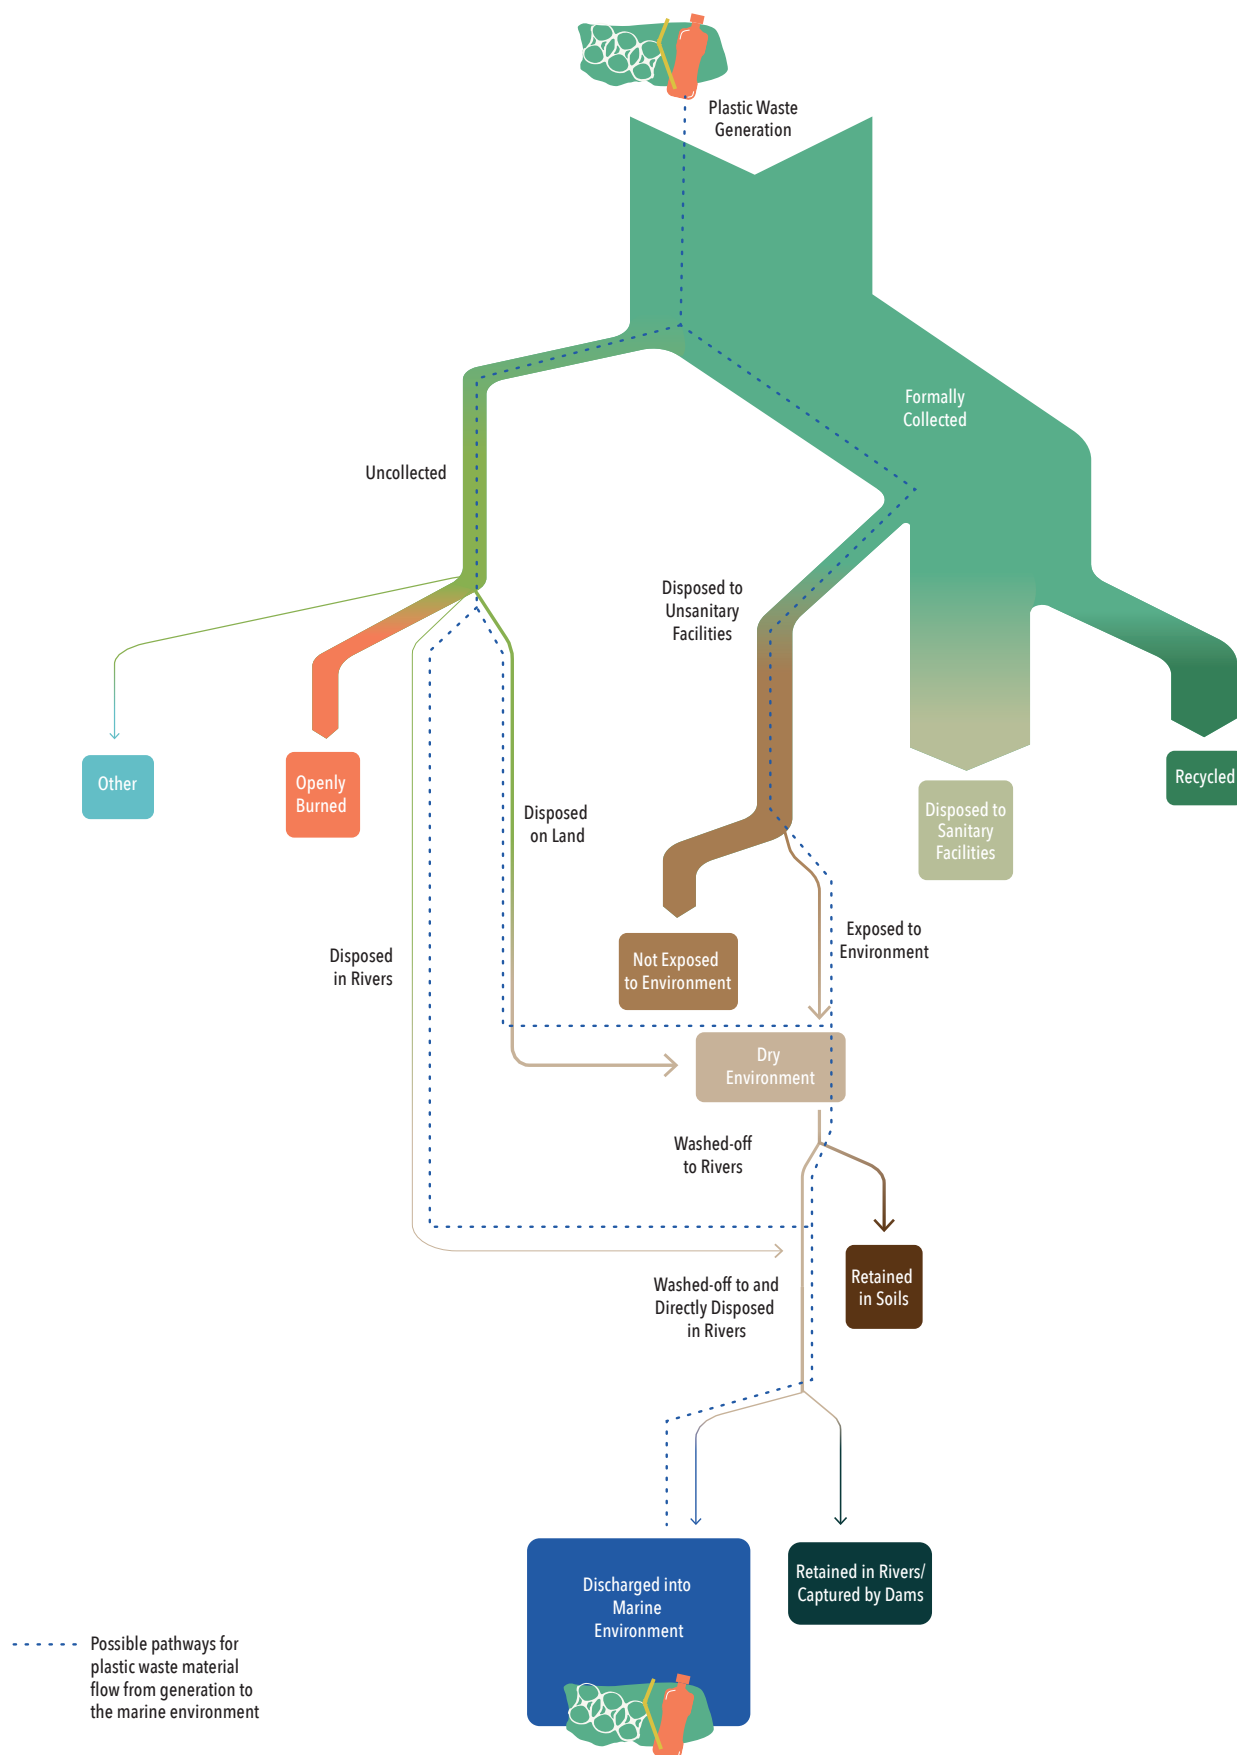 Plastic Waste
Generation
Formally
Collected
Uncollected
Disposed to
Unsanitary
Facilities
Other
Openly
Burned
Disposed
on Land
Disposed to
Sanitary
Facilities
Recycled
Disposed
in Rivers
Not Exposed
to Environment
Exposed to
Environment
Dry
Environment
Washed-off
to Rivers
Retained
in Soils
Washed-off to and
Directly Disposed
in Rivers
Discharged into
Marine
Environment
Retained in Rivers/
Captured by Dams
Possible pathways for
plastic waste material
flow from generation to
the marine environment